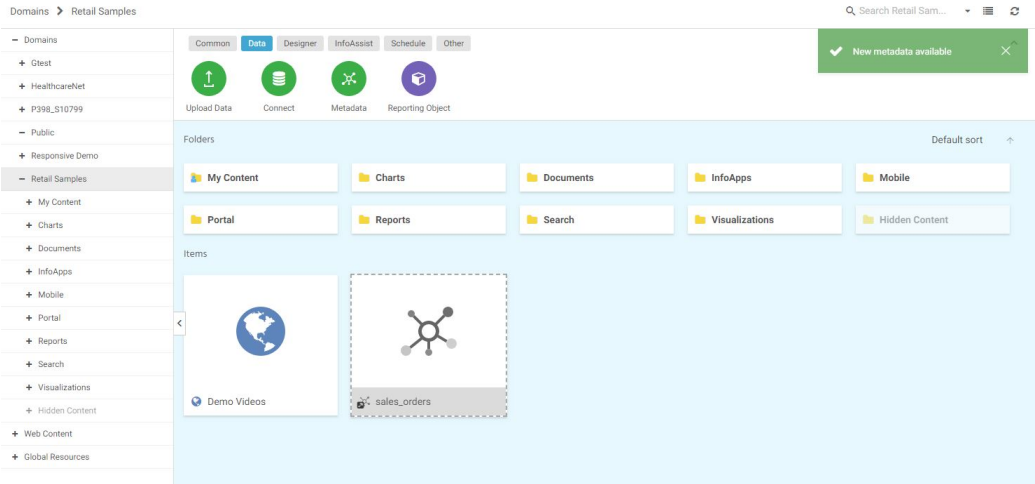 Domains > Retail Samples
Search Retail Sam...
Domains
Gtest
HealthcareNet
P398_S10799
Public
Responsive Demo
Retail Samples
My Content
Charts
Documents
InfoApps
Mobile
Portal
Reports
Search
Visualizations
Hidden Content
Web Content
Global Resources
Common Data Designer InfoAssist Schedule Other
New metadata available
Upload Data Connect Metadata Reporting Object
Folders Default sort
My Content Charts Documents InfoApps Mobile
Portal Reports Search Visualizations Hidden Content
Items
Demo Videos sales_orders